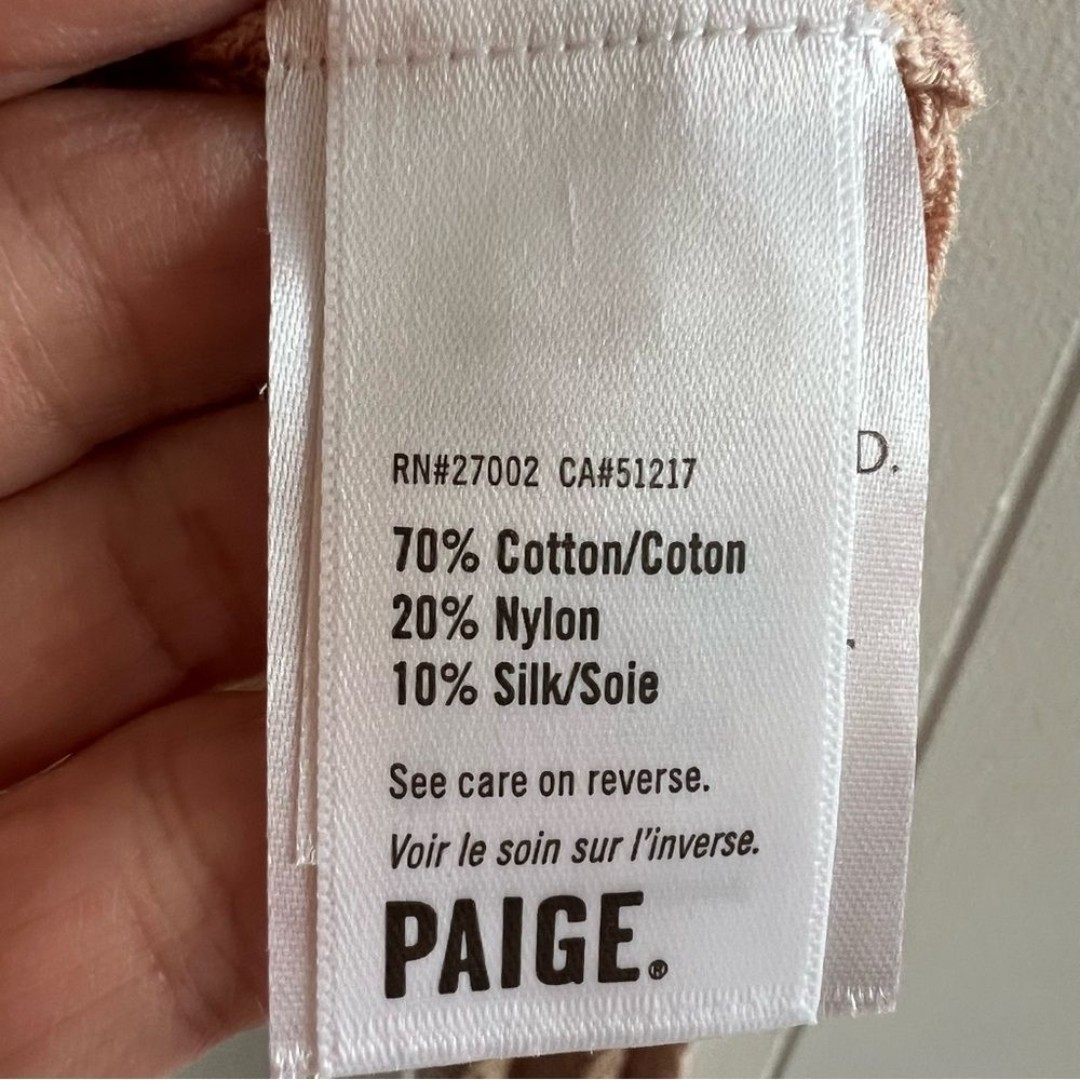 RN#27002 CA#51217
D.
70% Cotton/Coton
20% Nylon
10% Silk/Soie
See care on reverse.
Voir le soin sur l'inverse.
PAIGE.®